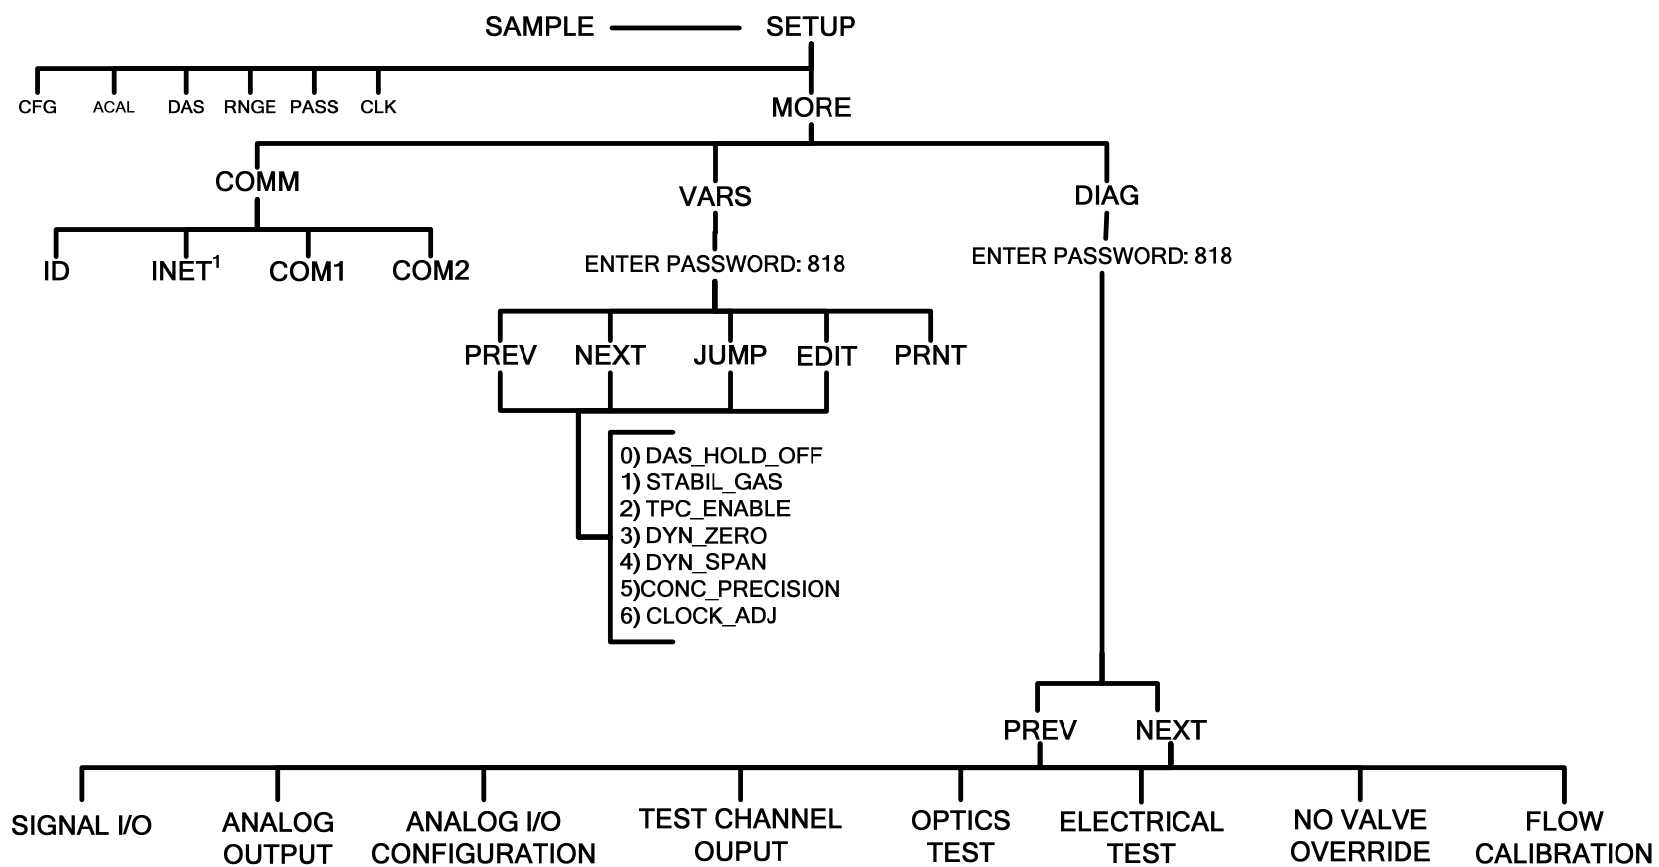 SAMPLE SETUP
CFG ACAL DAS RNGE PASS CLK
MORE
COMM
VARS
DIAG
ENTER PASSWORD: 818
ENTER PASSWORD: 818
ID INET¹ COM1 COM2
PREV NEXT JUMP EDIT PRNT
0) DAS_HOLD_OFF
1) STABIL_GAS
2) TPC_ENABLE
3) DYN_ZERO
4) DYN_SPAN
5)CONC_PRECISION
6) CLOCK_ADJ
PREV NEXT
SIGNAL I/O
ANALOG
OUTPUT
ANALOG I/O
CONFIGURATION
TEST CHANNEL
OUPUT
OPTICS
TEST
ELECTRICAL
TEST
NO VALVE
OVERRIDE
FLOW
CALIBRATION